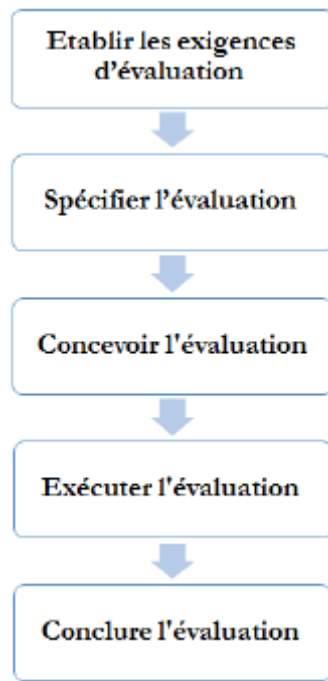 Etablir les exigences
d'évaluation
Spécifier l'évaluation
Concevoir l'évaluation
Exécuter l'évaluation
Conclure l'évaluation